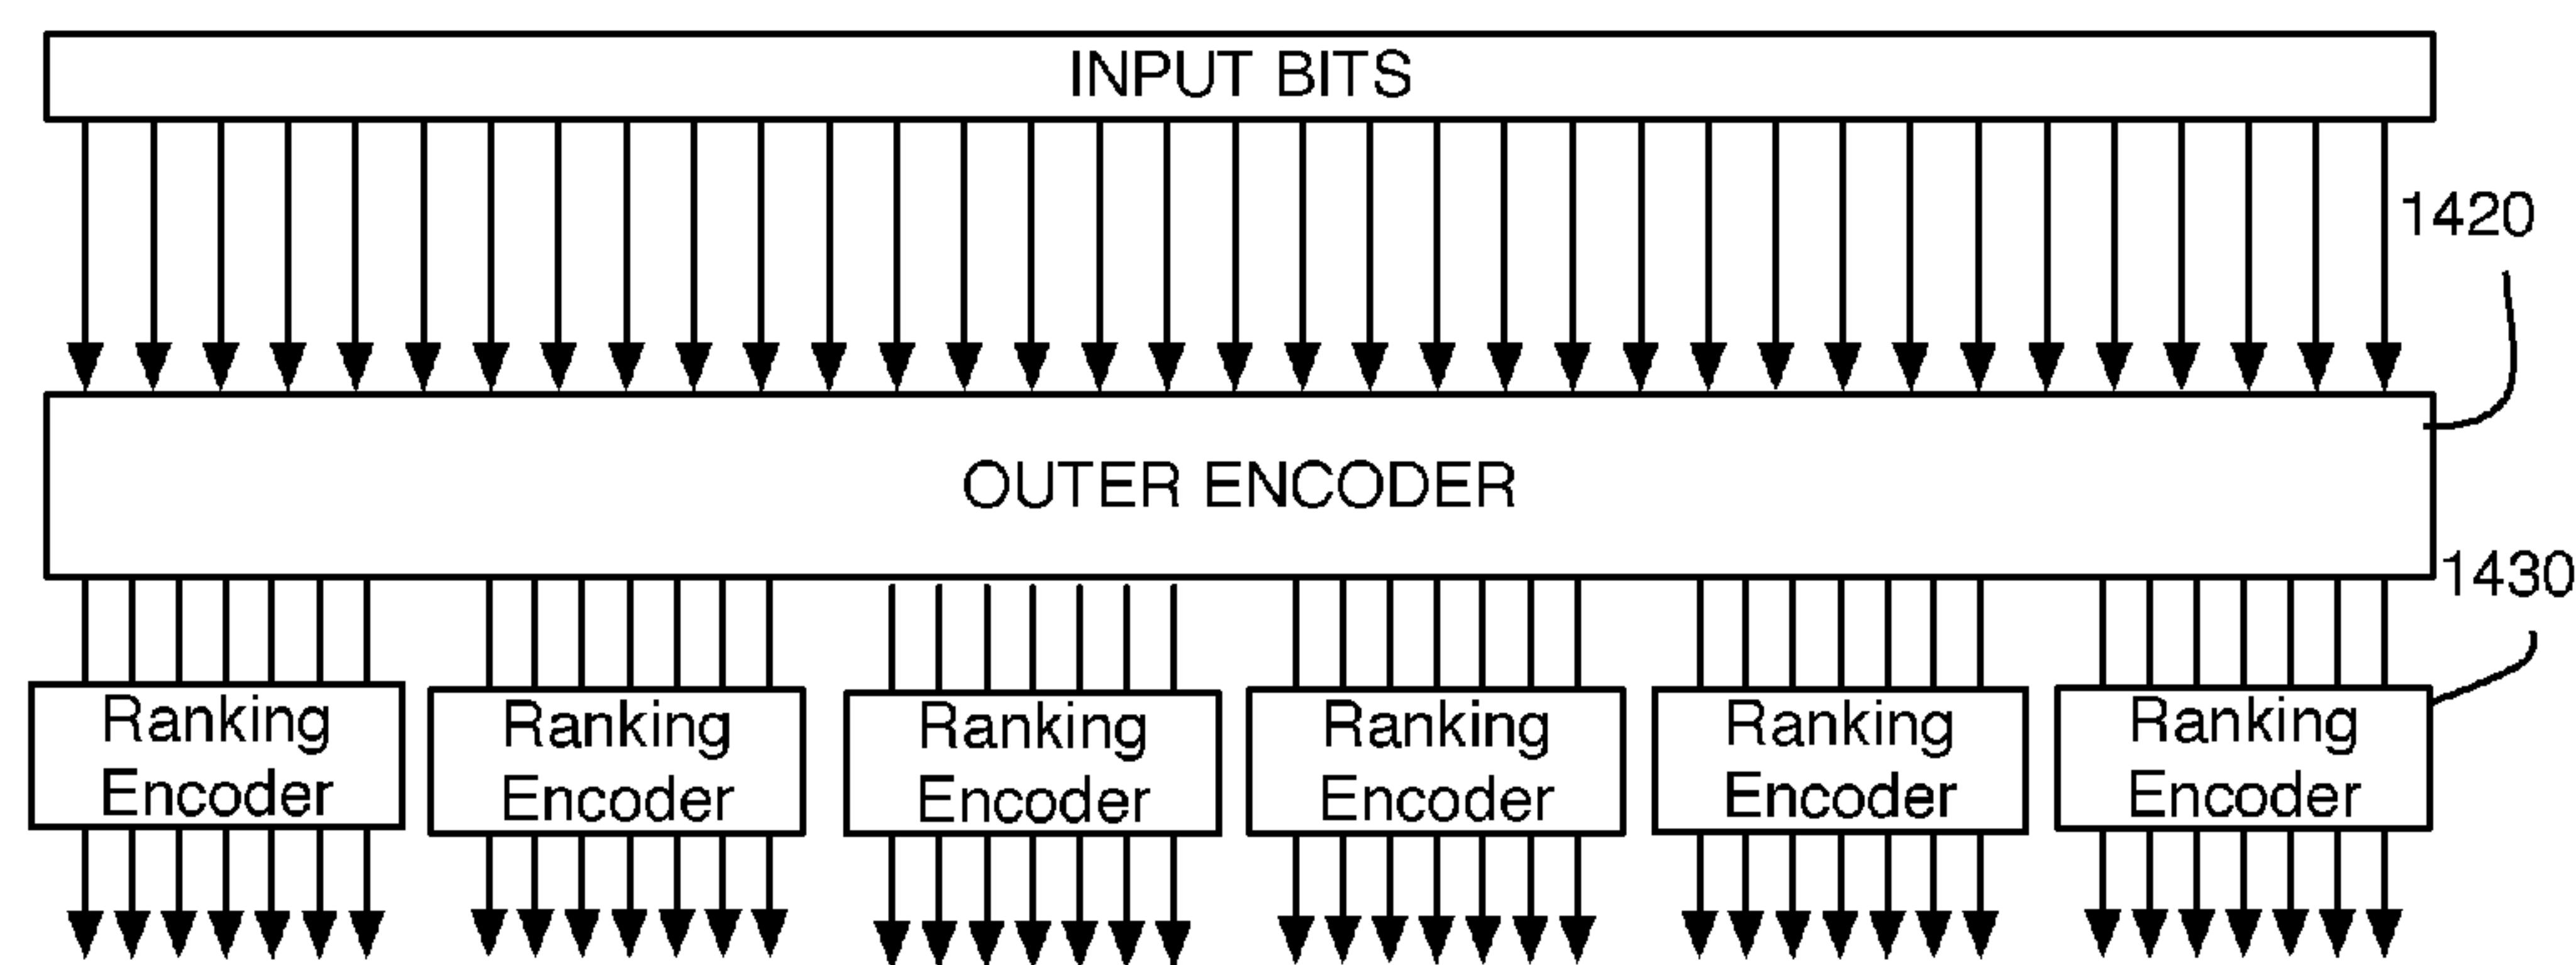 INPUT BITS
1420
OUTER ENCODER
1430
Ranking
Encoder
Ranking
Encoder
Ranking
Encoder
Ranking
Encoder
Ranking
Encoder
Ranking
Encoder